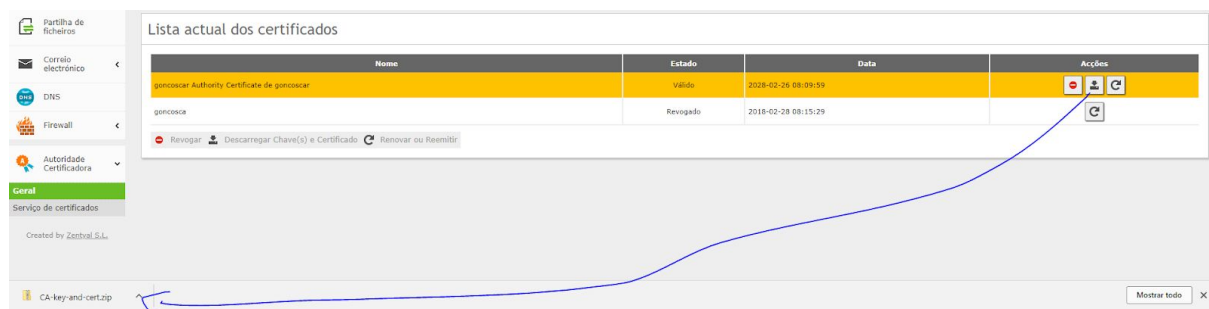 Partilha de
ficheiros
Correio
electrónico
DNS
Firewall
Autoridade
Certificadora
Geral
Serviço de certificados
Created by Zentyal S.L.
Lista actual dos certificados
Nome Estado Data Acções
goncoscar Authority Certificate de goncoscar Válido 2028-02-26 08:09:59
goncosca Revogado 2018-02-28 08:15:29
Revogar Descarregar Chave(s) e Certificado Renovar ou Reemitir
CA-key-and-cert.zip
Mostrar todo